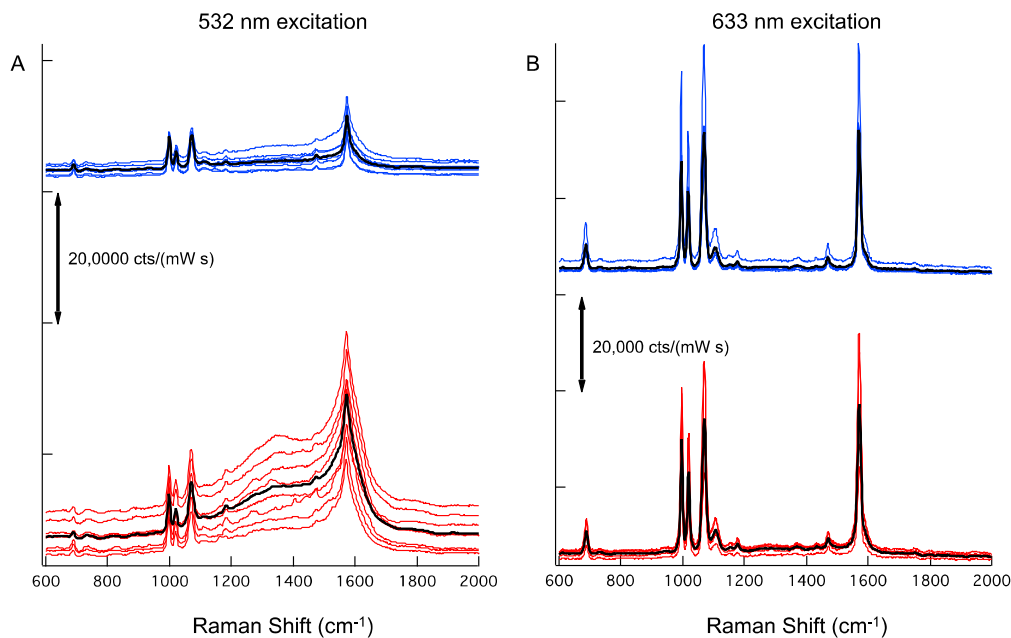 532 nm excitation
633 nm excitation
A
B
20,0000 cts/(mW s)
20,000 cts/(mW s)
600 800 1000 1200 1400 1600 1800 2000
600 800 1000 1200 1400 1600 1800 2000
Raman Shift (cm-1)
Raman Shift (cm-1)